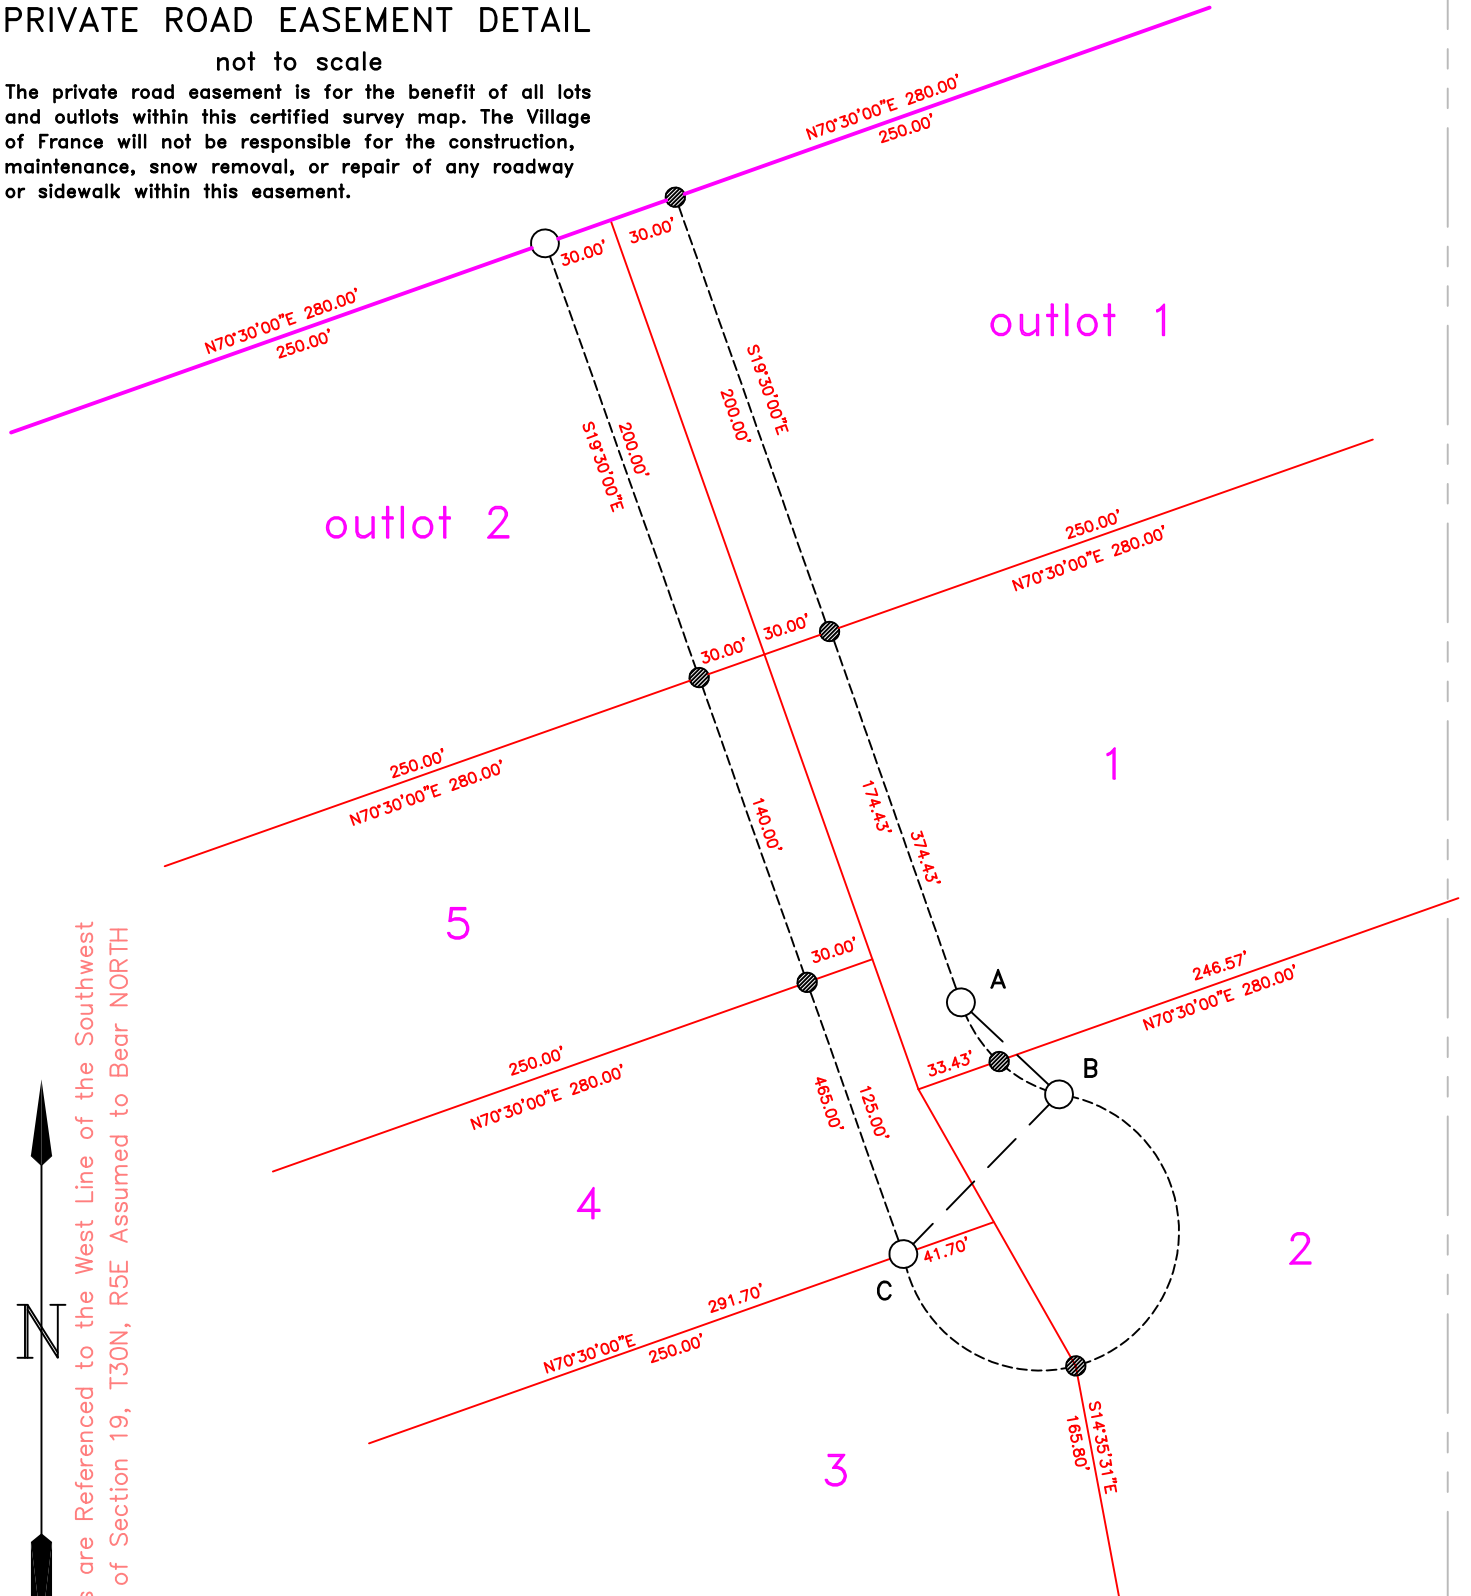 PRIVATE ROAD EASEMENT DETAIL
not to scale
The private road easement is for the benefit of all lots
and outlots within this certified survey map. The Village
of France will not be responsible for the construction,
maintenance, snow removal, or repair of any roadway
or sidewalk within this easement.
N70°30'00"E 280.00'
250.00'
30.00'
30.00'
N70°30'00"E 280.00'
250.00'
outlot 1
S19°30'00"E
200.00'
200.00'
S19°30'00"E
outlot 2
250.00'
N70°30'00"E 280.00'
30.00'
30.00'
250.00'
N70°30'00"E 280.00'
1
174.43'
374.43'
140.00'
5
30.00'
A
246.57'
N70°30'00"E 280.00'
33.43'
B
250.00'
N70°30'00"E 280.00'
465.00'
125.00'
4
41.70'
2
C
291.70'
N70°30'00"E
250.00'
3
S14°35'31"E
165.80'
N
are Referenced to the West Line of the Southwest
of Section 19, T30N, R5E Assumed to Bear NORTH